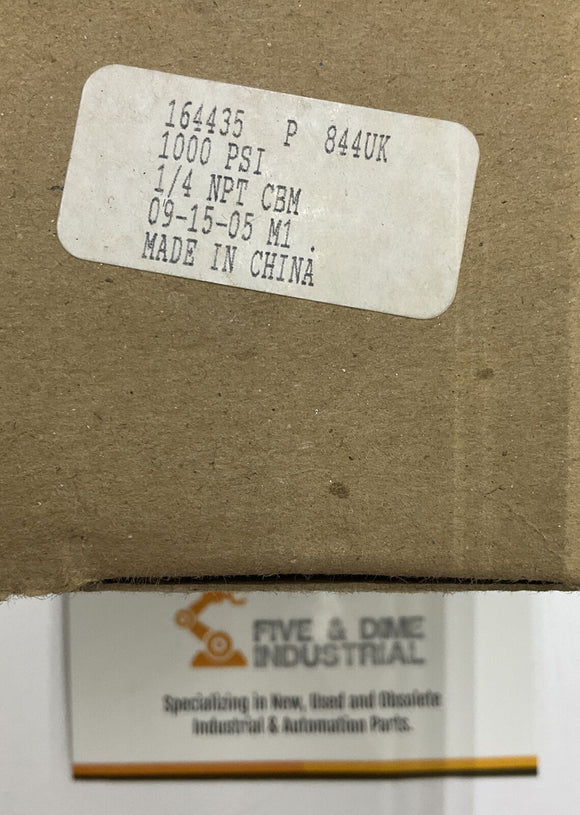 164435 P 844UK
1000 PSI
1/4 NPT CBM
09-15-05 M1 .
MADE IN CHINA
FIVE & DIME
INDUSTRIAL
Specializing in New, Used and Obsolete
Industrial & Automation Parts.